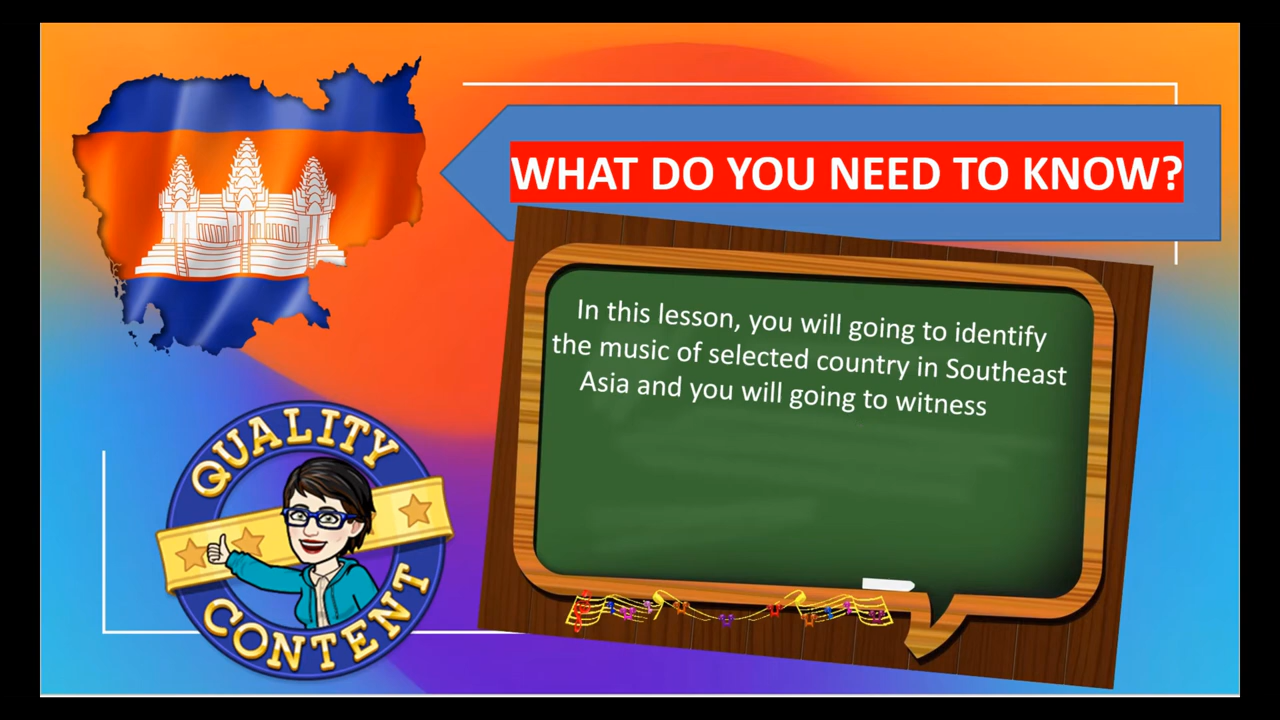 WHAT DO YOU NEED TO KNOW?
In this lesson, you will going to identify
the music of selected country in Southeast
Asia and you will going to witness
QUALITY
CONTENT